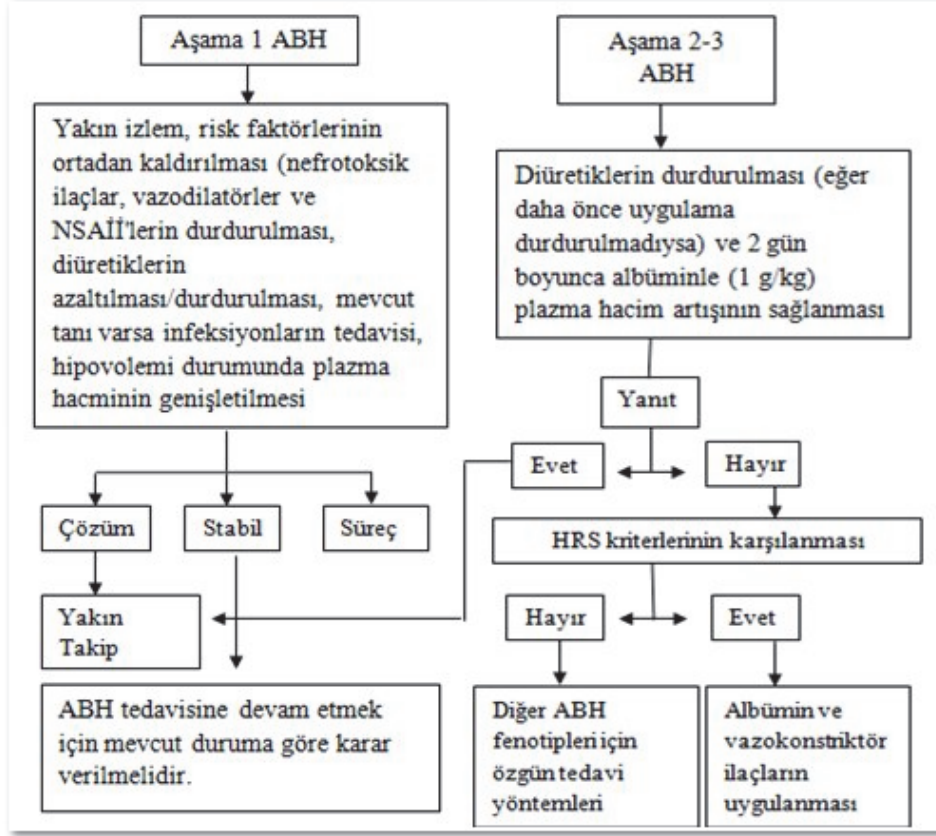 Aşama 1 ABH
Yakın izlem, risk faktörlerinin
ortadan kaldırılması (nefrotoksik
ilaçlar, vazodilatörler ve
NSAİİ'lerin durdurulması,
diüretiklerin
azaltılması/durdurulması, mevcut
tanı varsa infeksiyonların tedavisi,
hipovolemi durumunda plazma
hacminin genişletilmesi
Çözüm
Stabil
Süreç
Yakın
Takip
ABH tedavisine devam etmek
için mevcut duruma göre karar
verilmelidir.
Aşama 2-3
ABH
Diüretiklerin durdurulması (eğer
daha önce uygulama
durdurulmadıysa) ve 2 gün
boyunca albüminle (1 g/kg)
plazma hacim artışının sağlanması
Yanıt
Evet
Hayır
HRS kriterlerinin karşılanması
Hayır
Evet
Diğer ABH
fenotipleri için
özgün tedavi
yöntemleri
Albümin ve
vazokonstriktör
ilaçların
uygulanması